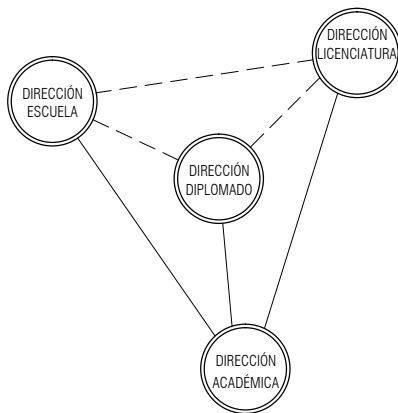 DIRECCIÓN
LICENCIATURA
DIRECCIÓN
ESCUELA
DIRECCIÓN
DIPLOMADO
DIRECCIÓN
ACADÉMICA